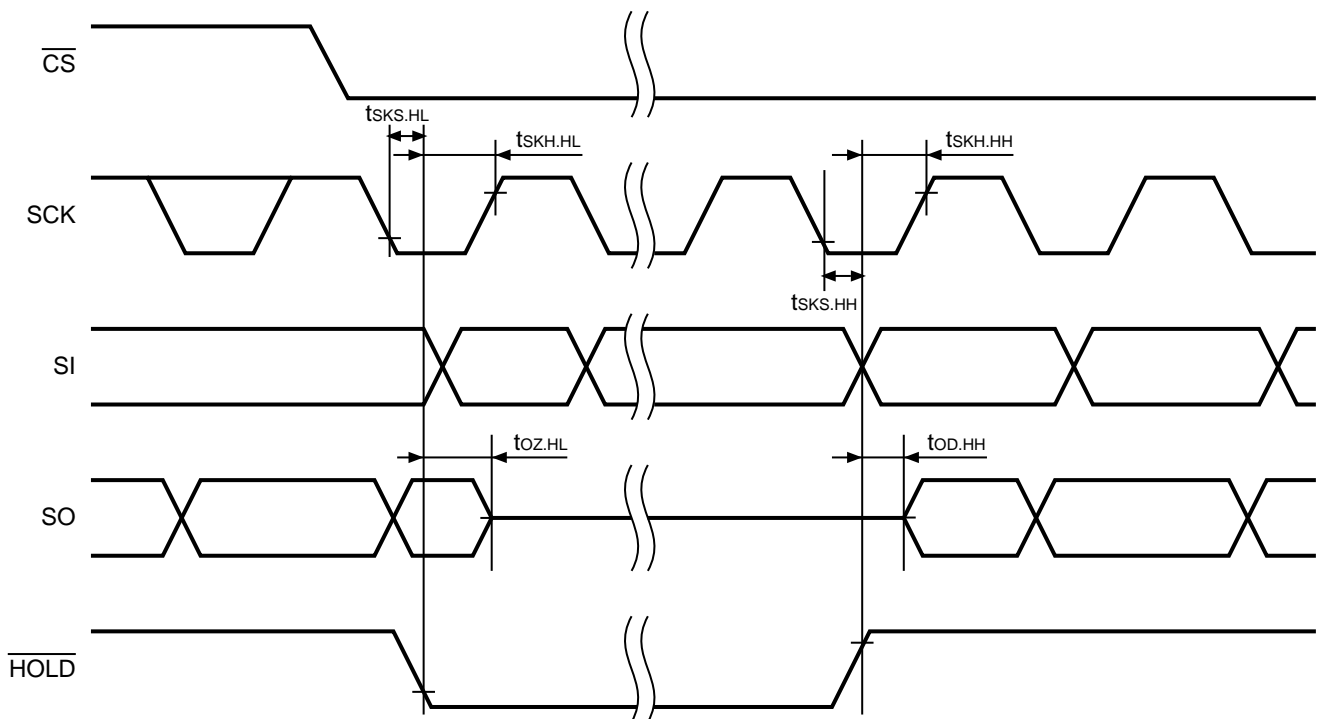 CS
tSKS.HL
tSKH.HL
tSKH.HH
SCK
tSKS.HH
SI
tOZ.HL
tOD.HH
SO
HOLD